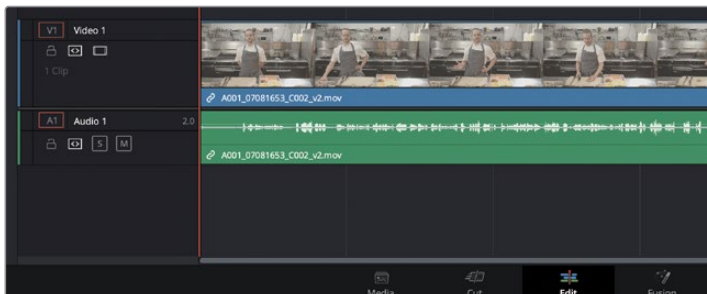 V1 Video 1
1 Clip
A001_07081653_C002_v2.mov
A1 Audio 1 2.0
S M
A001_07081653_C002_v2.mov
Media Cut Edit Fusion